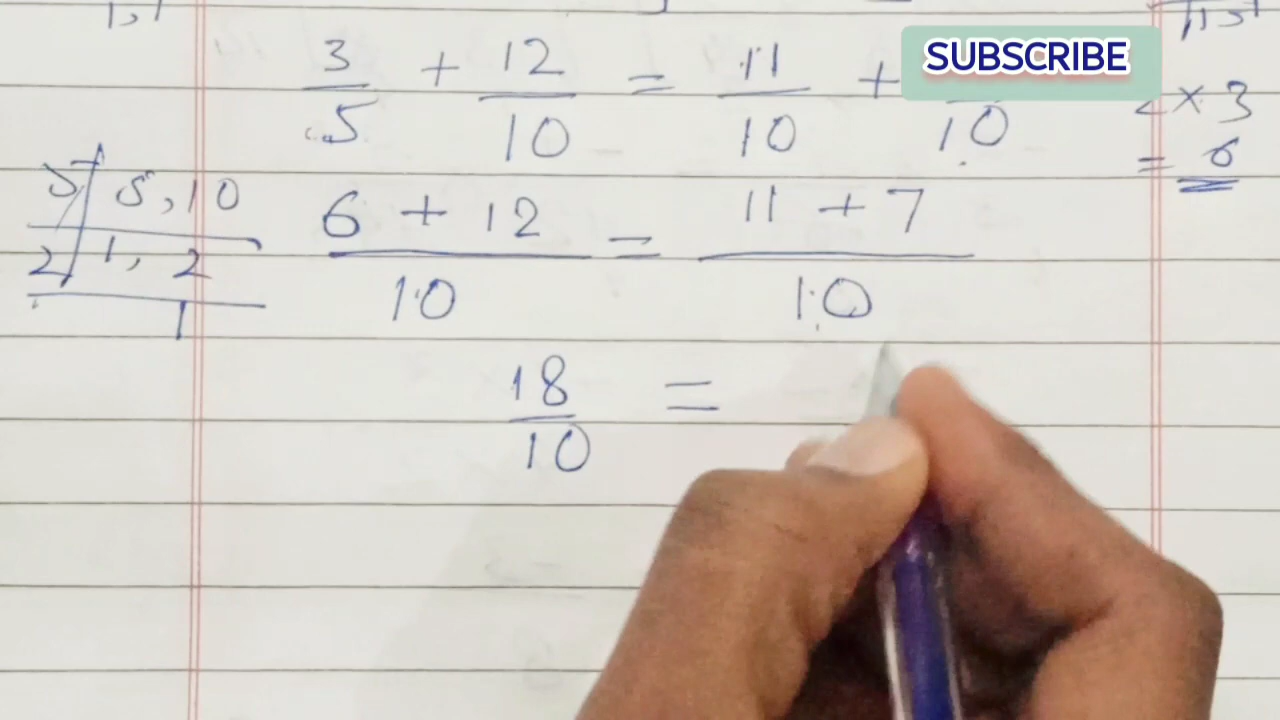 SUBSCRIBE
3/5 + 12/10 = 11/10 + /10
× 3
= 6
5 | 5, 10
2 | 1, 2
1
6 + 12 / 10 = 11 + 7 / 10
18/10 =